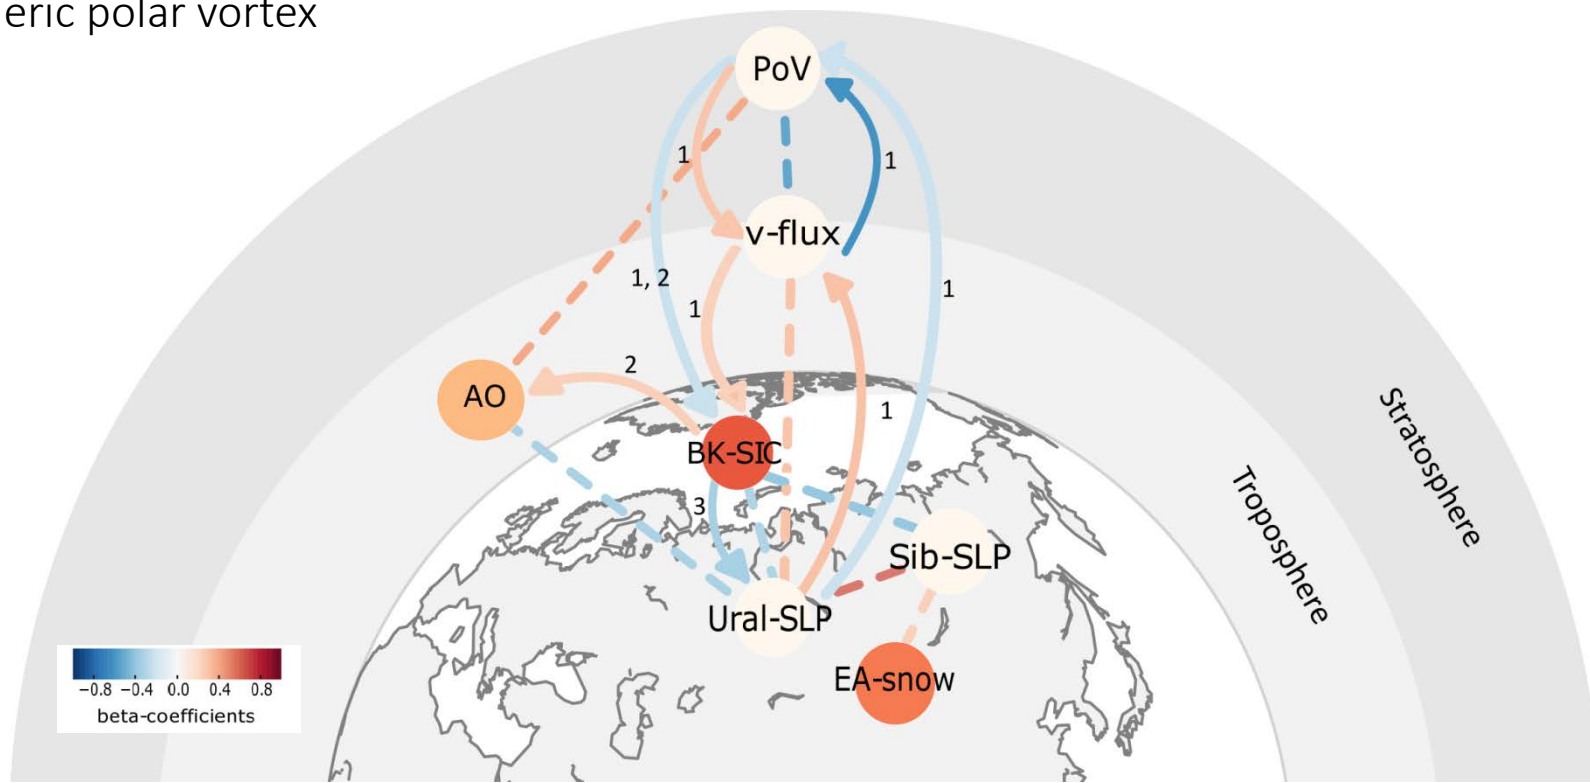 eric polar vortex
PoV
1
1
v-flux
1, 2
1
1
2
AO
1
BK-SIC
3
Sib-SLP
Ural-SLP
EA-snow
Stratosphere
Troposphere
−0.8 −0.4 0.0 0.4 0.8
beta-coefficients